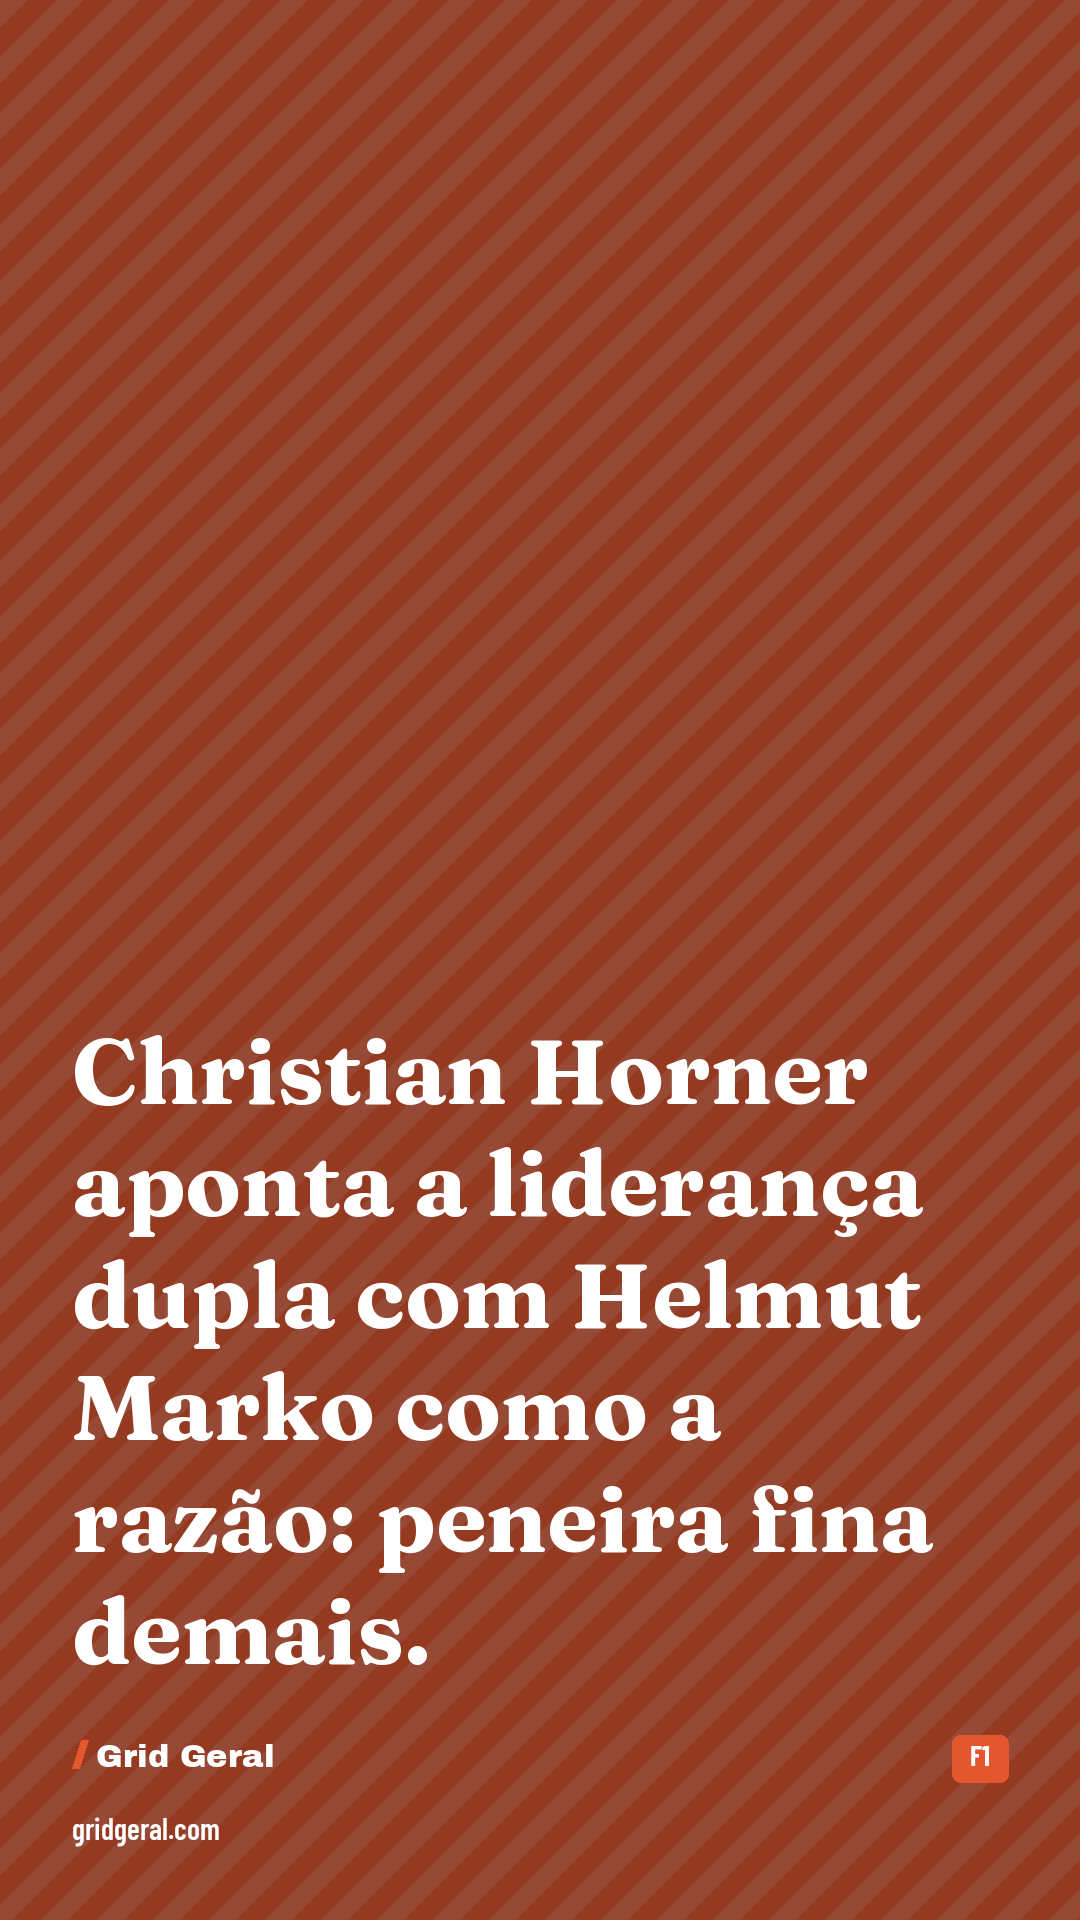 Christian Horner
aponta a liderança
dupla com Helmut
Marko como a
razão: peneira fina
demais.
Grid Geral
F1
gridgeral.com